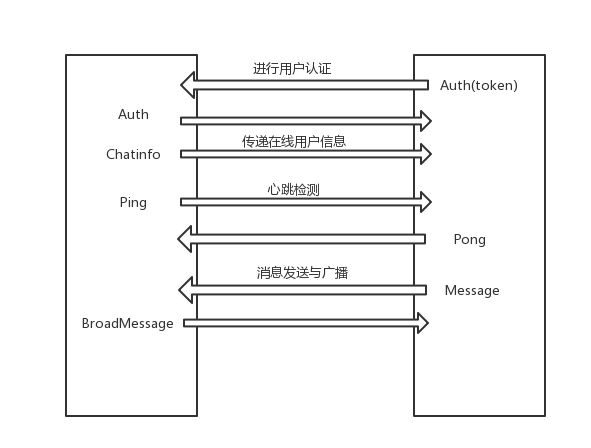 进行用户认证
Auth(token)
Auth
传递在线用户信息
Chatinfo
心跳检测
Ping
Pong
消息发送与广播
Message
BroadMessage